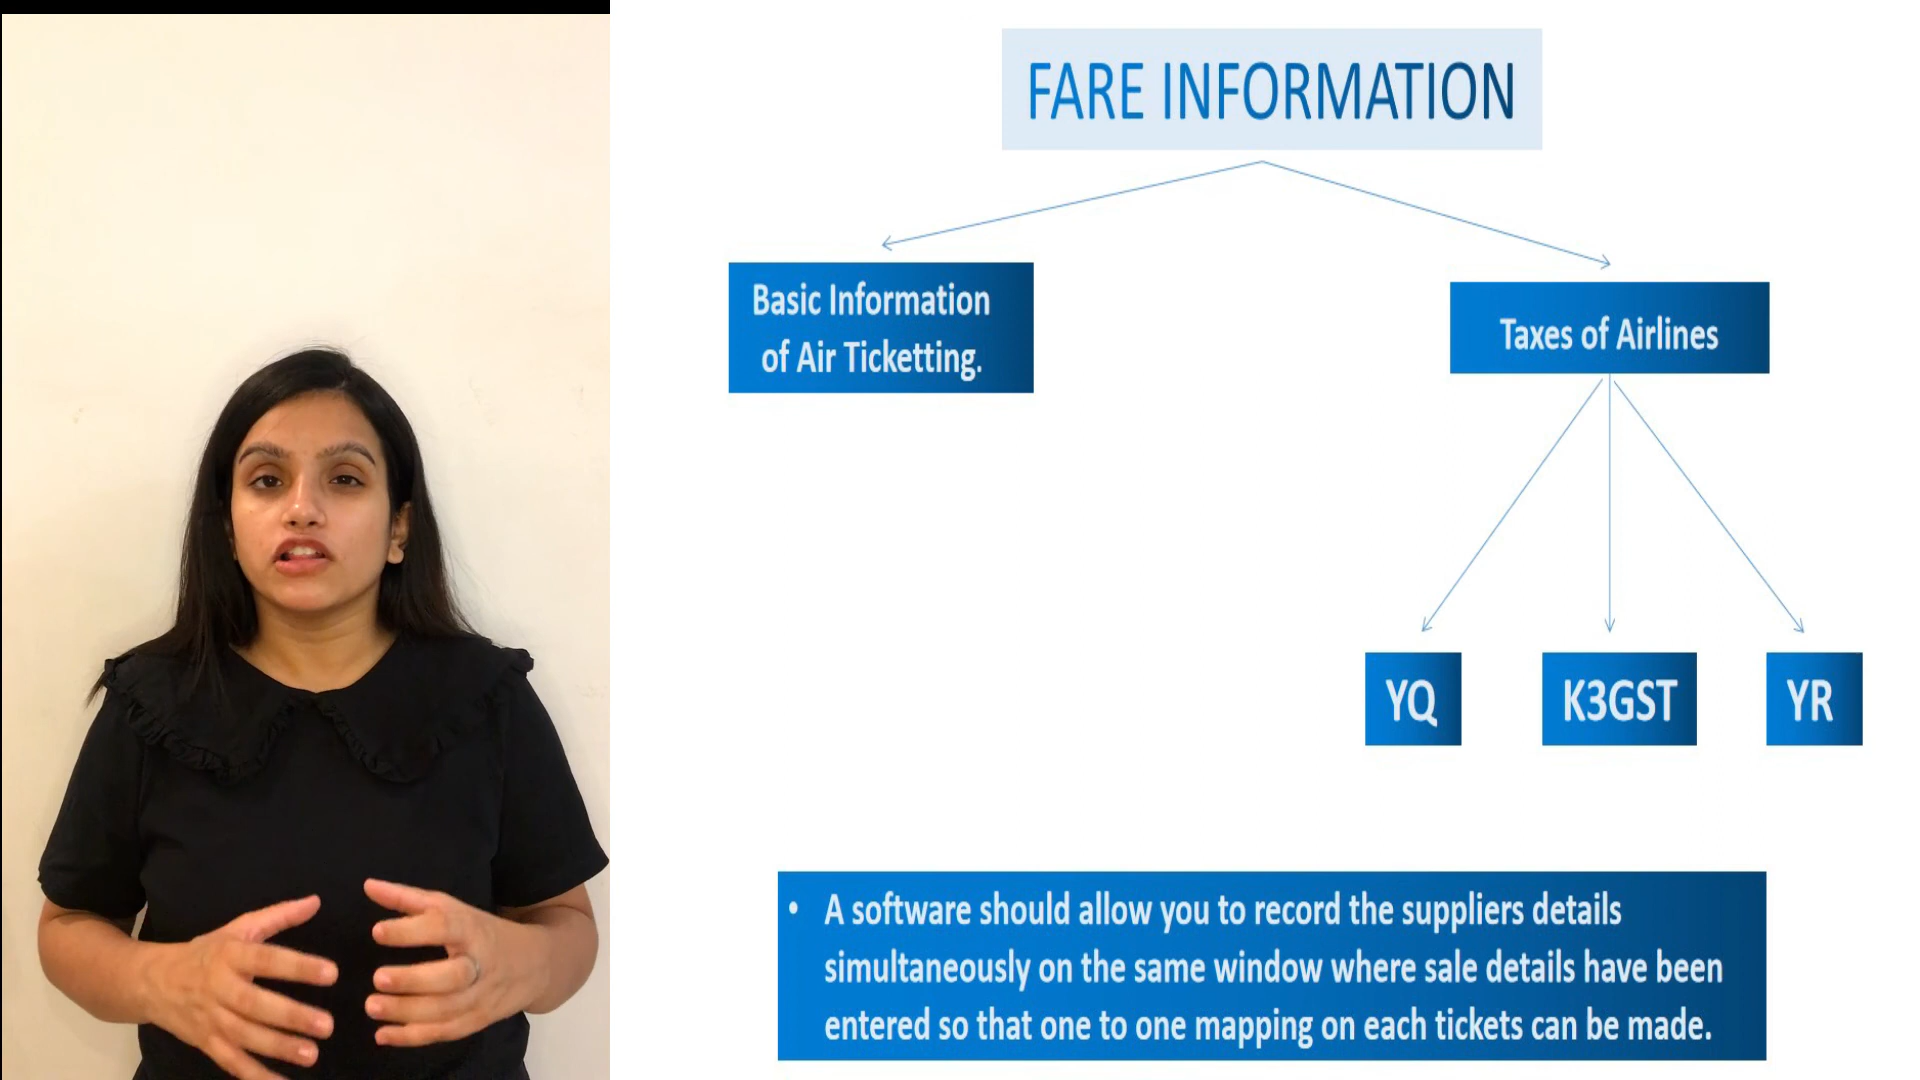 FARE INFORMATION
Basic Information
of Air Ticketting.
Taxes of Airlines
YQ
K3GST
YR
• A software should allow you to record the suppliers details
simultaneously on the same window where sale details have been
entered so that one to one mapping on each tickets can be made.